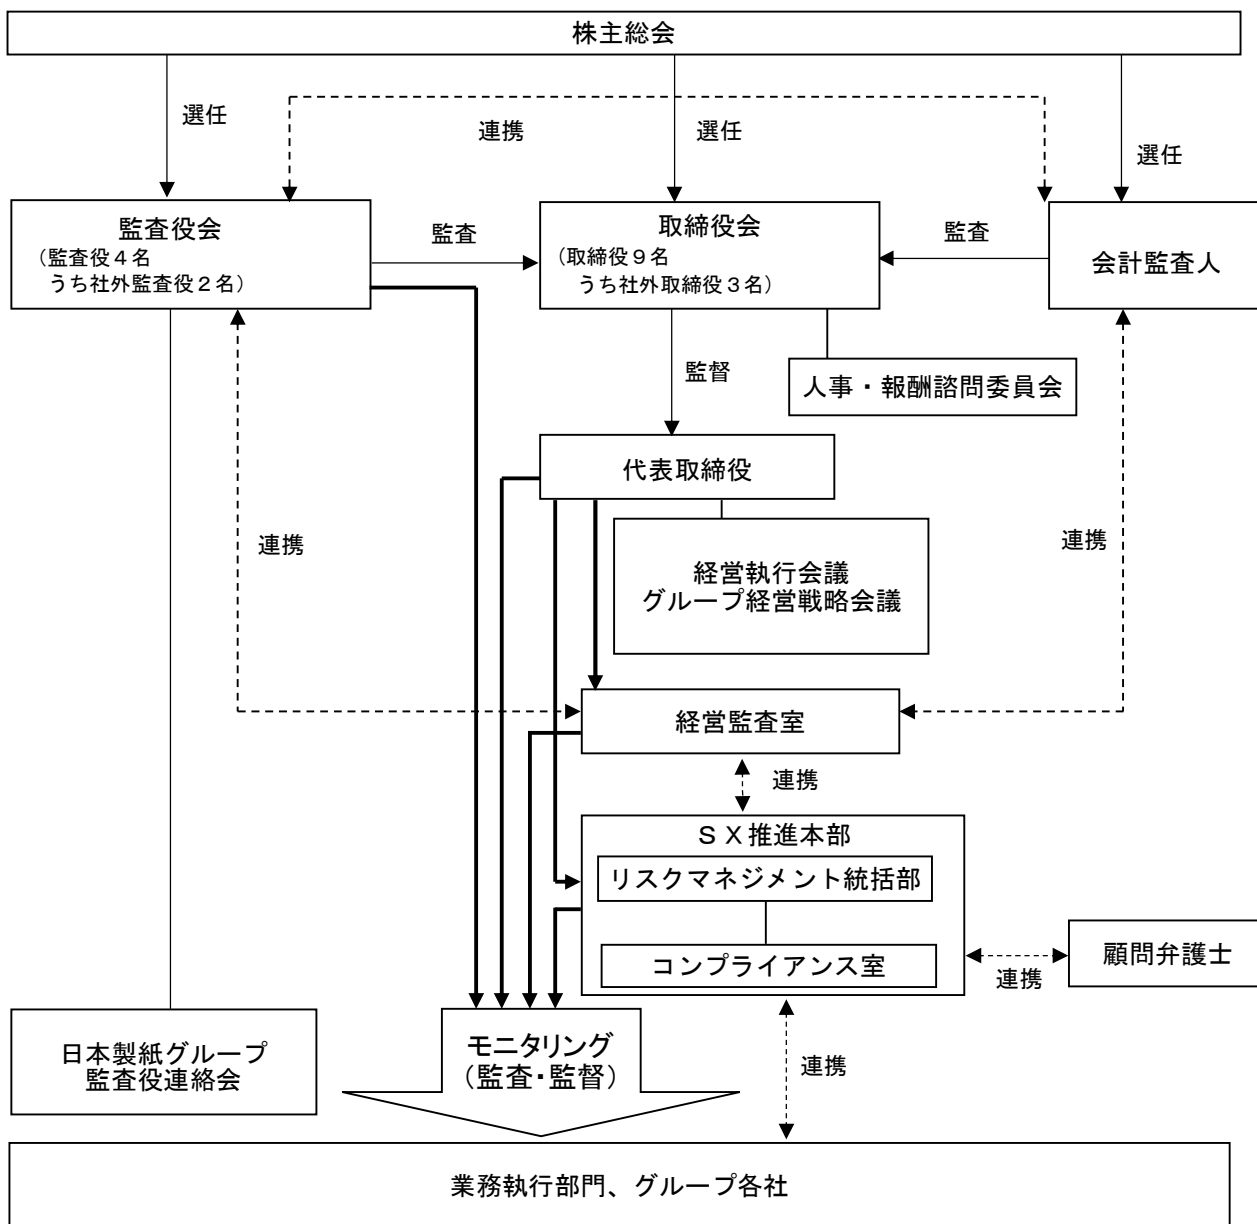 株主総会
選任
連携
選任
選任
監査役会
（監査役４名
うち社外監査役２名）
監査
取締役会
（取締役９名
うち社外取締役３名）
監査
会計監査人
監督
人事・報酬諮問委員会
代表取締役
連携
経営執行会議
グループ経営戦略会議
連携
経営監査室
連携
ＳＸ推進本部
リスクマネジメント統括部
コンプライアンス室
連携
顧問弁護士
日本製紙グループ
監査役連絡会
モニタリング
（監査・監督）
連携
業務執行部門、グループ各社